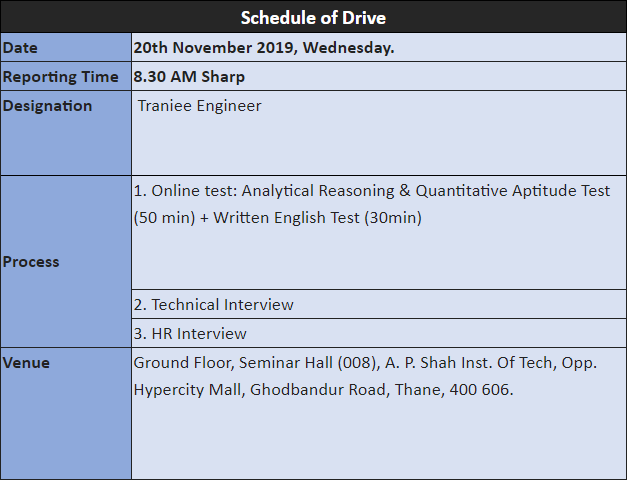 Schedule of Drive
Date
20th November 2019, Wednesday.
Reporting Time
8.30 AM Sharp
Designation
Traniee Engineer
Process
1. Online test: Analytical Reasoning & Quantitative Aptitude Test
(50 min) + Written English Test (30min)
2. Technical Interview
3. HR Interview
Venue
Ground Floor, Seminar Hall (008), A. P. Shah Inst. Of Tech, Opp.
Hypercity Mall, Ghodbandur Road, Thane, 400 606.